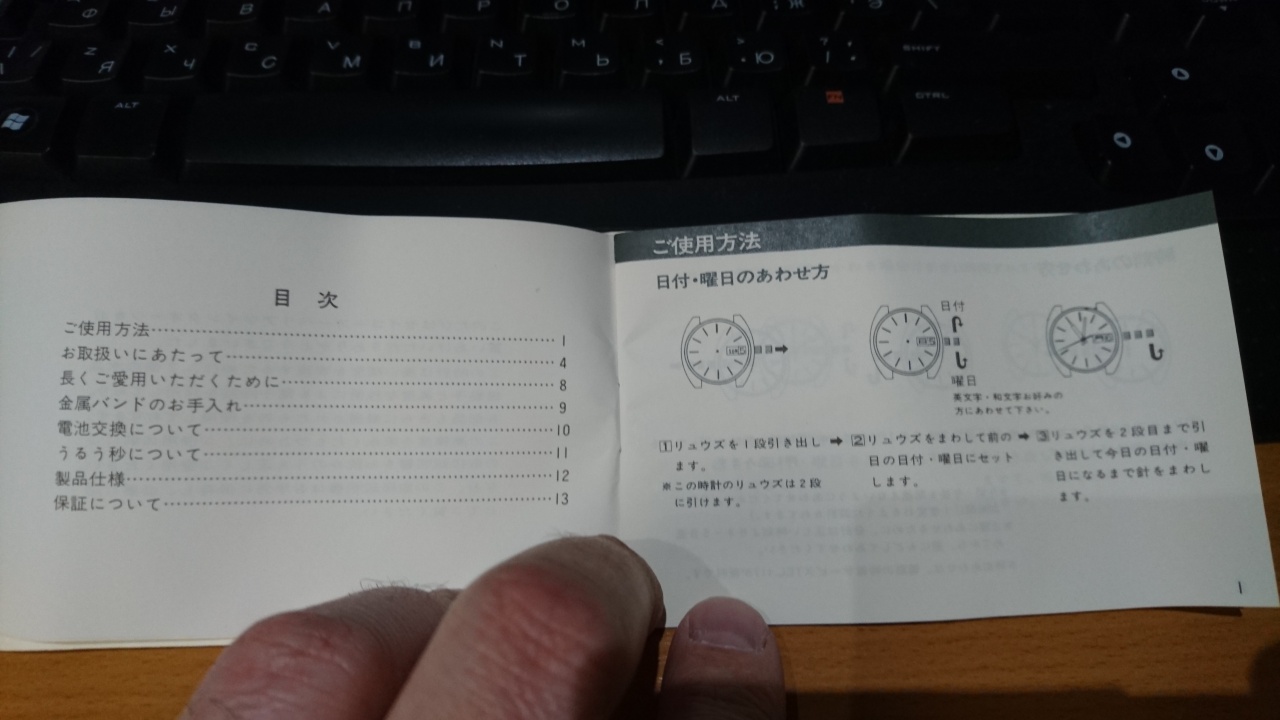 Ф Ы В А П Р О Л Д Ж Э \
Z Я X Ч C С V М B И N Т M Ь < , Б > . Ю ? / . SHIFT
ALT ALT FN CTRL
目 次
ご使用方法……1
お取扱いにあたって……4
長くご愛用いただくために……8
金属バンドのお手入れ……9
電池交換について……10
うるう秒について……11
製品仕様……12
保証について……13
ご使用方法
日付・曜日のあわせ方
日付
曜日
英文字・和文字お好みの
方にあわせて下さい。
1 リュウズを1段引き出し
ます。
※この時計のリュウズは2段
に引けます。
➡ 2 リュウズをまわして前の
日の日付・曜日にセット
します。
➡ 3 リュウズを2段目まで引
き出して今日の日付・曜
日になるまで針をまわし
ます。
1